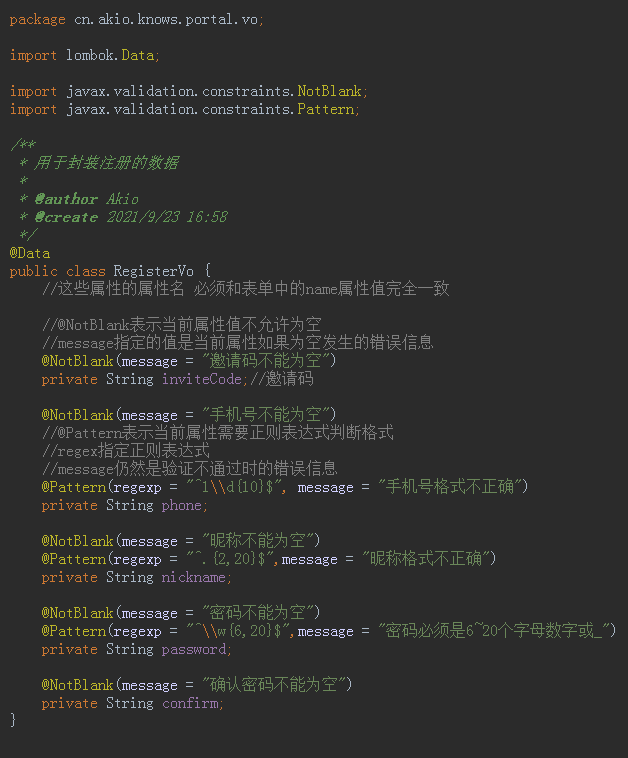 package cn.akio.knows.portal.vo;
import lombok.Data;
import javax.validation.constraints.NotBlank;
import javax.validation.constraints.Pattern;
/**
 * 用于封装注册的数据
 *
 * @author Akio
 * @create 2021/9/23 16:58
 */
@Data
public class RegisterVo {
    //这些属性的属性名 必须和表单中的name属性值完全一致
    //@NotBlank表示当前属性值不允许为空
    //message指定的值是当前属性如果为空发生的错误信息
    @NotBlank(message = "邀请码不能为空")
    private String inviteCode;//邀请码
    @NotBlank(message = "手机号不能为空")
    //@Pattern表示当前属性需要正则表达式判断格式
    //regex指定正则表达式
    //message仍然是验证不通过时的错误信息
    @Pattern(regexp = "^1\\d{10}$", message = "手机号格式不正确")
    private String phone;
    @NotBlank(message = "昵称不能为空")
    @Pattern(regexp = "^.{2,20}$",message = "昵称格式不正确")
    private String nickname;
    @NotBlank(message = "密码不能为空")
    @Pattern(regexp = "^\\w{6,20}$",message = "密码必须是6~20个字母数字或_")
    private String password;
    @NotBlank(message = "确认密码不能为空")
    private String confirm;
}